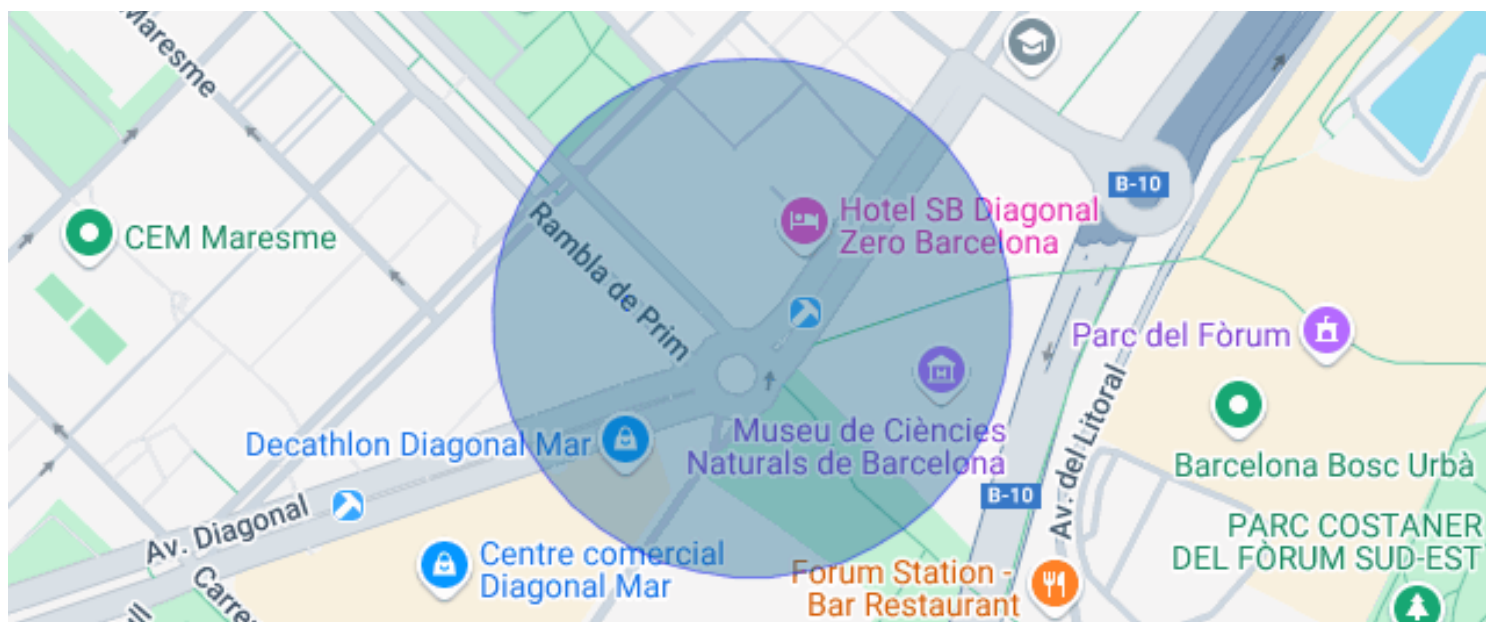 Maresme
B-10
Hotel SB Diagonal
Zero Barcelona
CEM Maresme
Rambla de Prim
Parc del Fòrum
Av. del Litoral
Decathlon Diagonal Mar
Museu de Ciències
Naturals de Barcelona
Barcelona Bosc Urbà
B-10
Av. Diagonal
PARC COSTANER
DEL FÒRUM SUD-EST
Centre comercial
Diagonal Mar
Forum Station -
Bar Restaurant
Carre